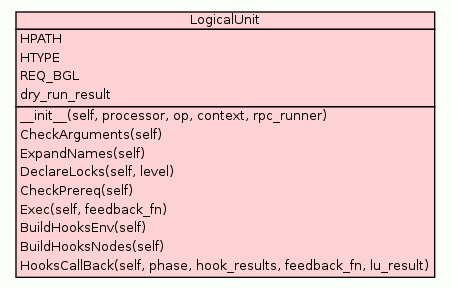 LogicalUnit
HPATH
HTYPE
REQ_BGL
dry_run_result
__init__(self, processor, op, context, rpc_runner)
CheckArguments(self)
ExpandNames(self)
DeclareLocks(self, level)
CheckPrereq(self)
Exec(self, feedback_fn)
BuildHooksEnv(self)
BuildHooksNodes(self)
HooksCallBack(self, phase, hook_results, feedback_fn, lu_result)